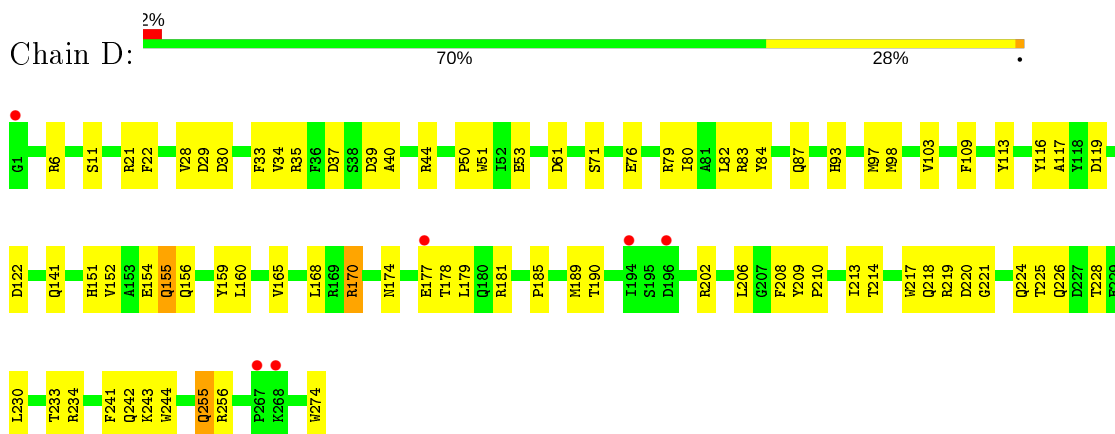 2%
Chain D:
70% 28% •
G1 R6 S11 R21 F22 V28 D29 D30 F33 V34 R35 F36 D37 S38 D39 A40 R44 P50 W51 I52 E53 D61 S71 E76 R79 I80 A81 L82 R83 Y84 Q87 H93 M97 M98 V103 F109 Y113 Y116 A117 Y118 D119
D122 Q141 H151 V152 A153 E154 Q155 Q156 Y159 L160 V165 L168 R169 R170 N174 E177 T178 L179 Q180 R181 P185 M189 T190 I194 S195 D196 R202 L206 G207 F208 Y209 P210 I213 T214 W217 Q218 R219 D220 G221 Q224 T225 Q226 D227 T228
L230 T233 R234 F241 Q242 K243 W244 Q255 R256 P267 K268 W274